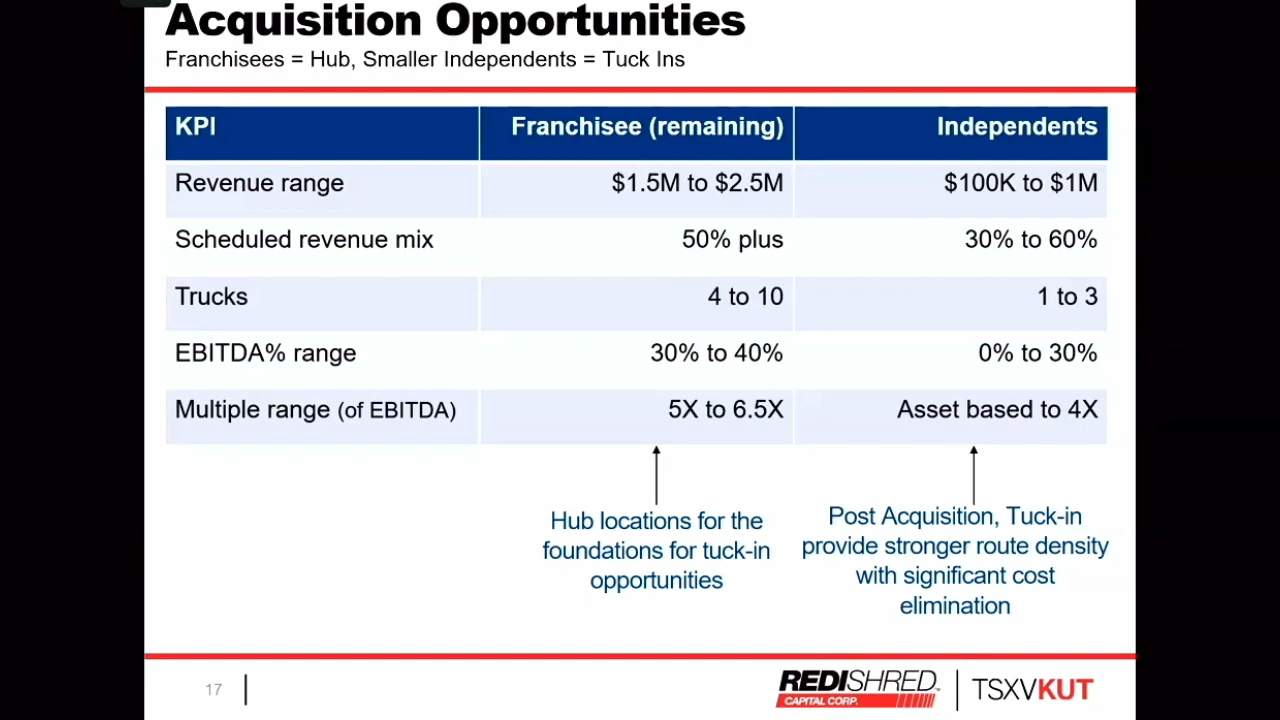 Acquisition Opportunities
Franchisees = Hub, Smaller Independents = Tuck Ins
KPI Franchisee (remaining) Independents
Revenue range $1.5M to $2.5M $100K to $1M
Scheduled revenue mix 50% plus 30% to 60%
Trucks 4 to 10 1 to 3
EBITDA% range 30% to 40% 0% to 30%
Multiple range (of EBITDA) 5X to 6.5X Asset based to 4X
Hub locations for the
foundations for tuck-in
opportunities
Post Acquisition, Tuck-in
provide stronger route density
with significant cost
elimination
17
REDISHRED
CAPITAL CORP.
TSXVKUT